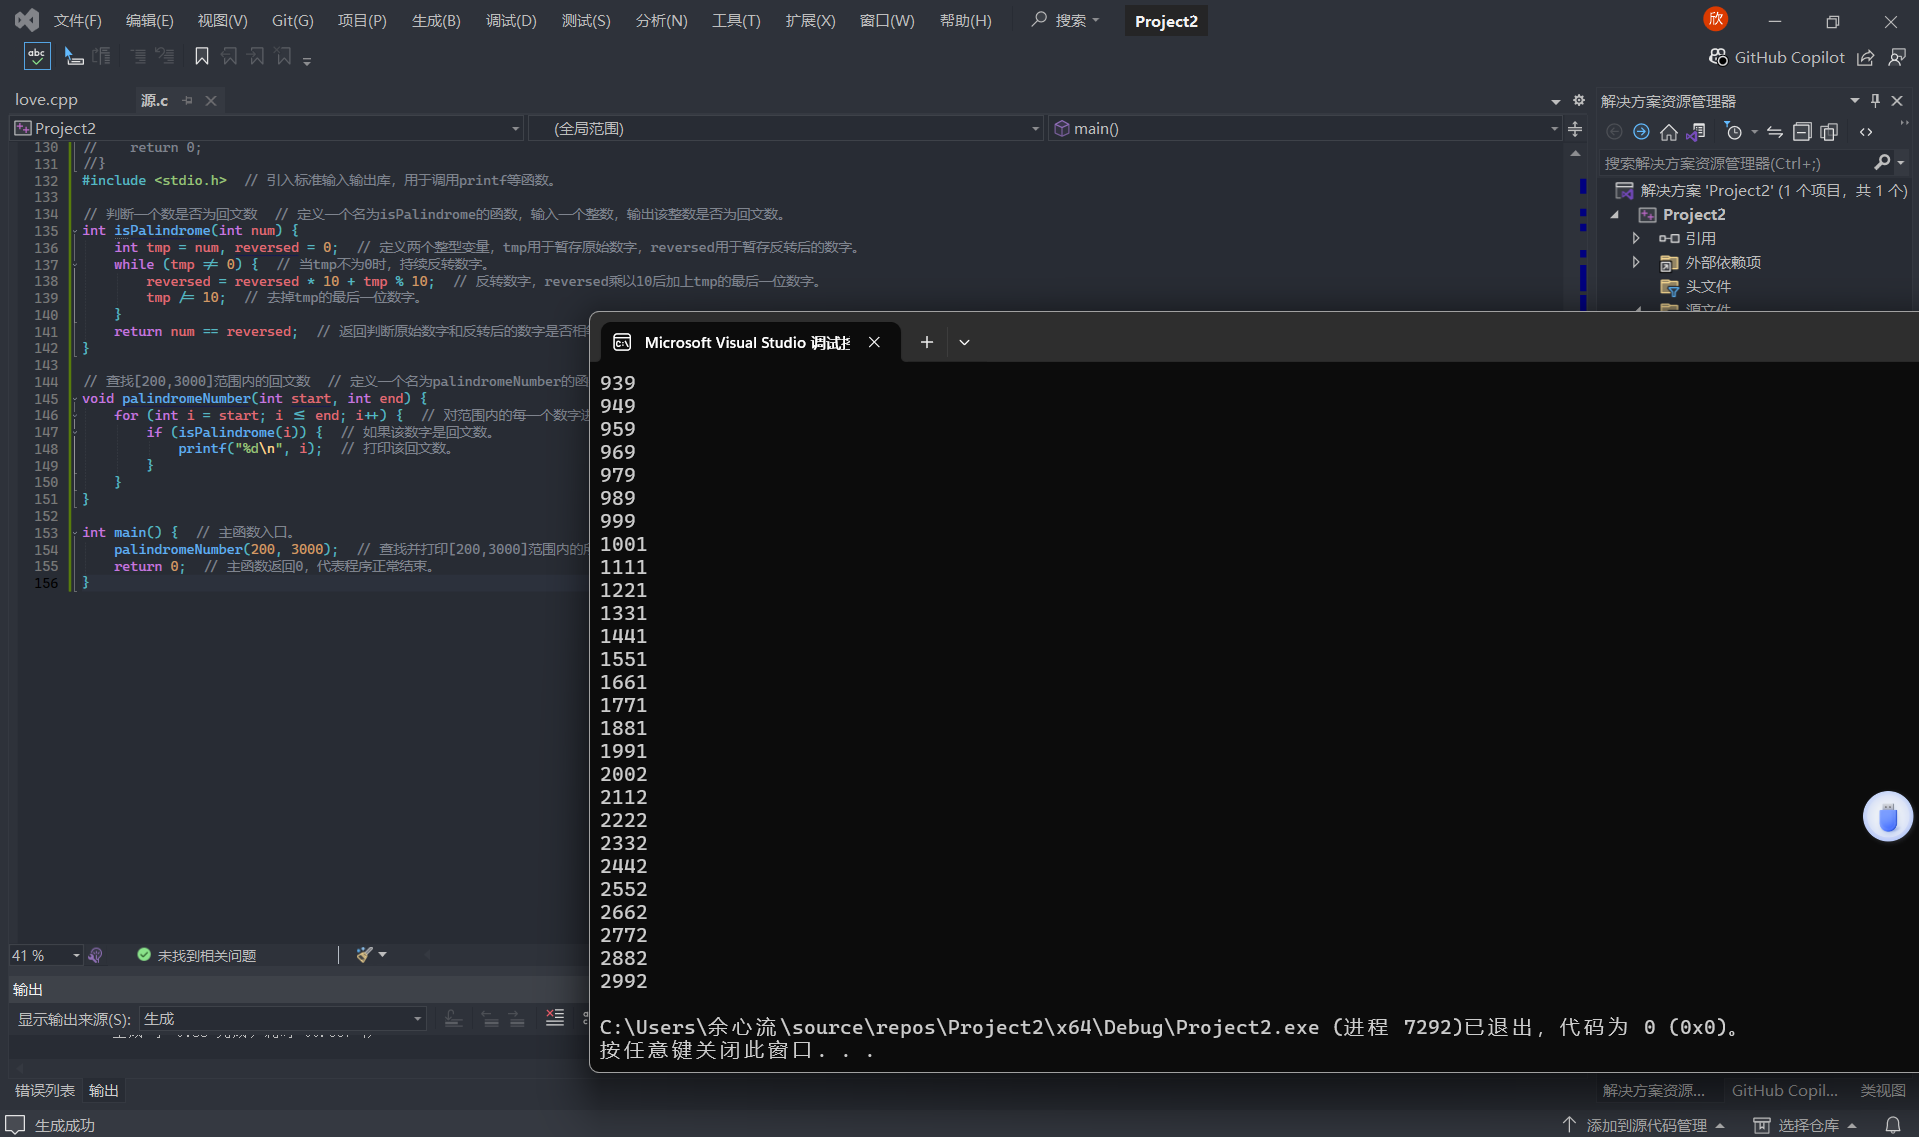 文件(F) 编辑(E) 视图(V) Git(G) 项目(P) 生成(B) 调试(D) 测试(S) 分析(N) 工具(T) 扩展(X) 窗口(W) 帮助(H) 搜索 Project2 欣
abc GitHub Copilot
love.cpp 源.c 解决方案资源管理器
Project2 (全局范围) main()
搜索解决方案资源管理器(Ctrl+;)
解决方案 'Project2' (1 个项目，共 1 个)
Project2
引用
外部依赖项
头文件
源文件
130 // return 0;
131 //}
132 #include <stdio.h> // 引入标准输入输出库，用于调用printf等函数。
133
134 // 判断一个数是否为回文数 // 定义一个名为isPalindrome的函数，输入一个整数，输出该整数是否为回文数。
135 int isPalindrome(int num) {
136 int tmp = num, reversed = 0; // 定义两个整型变量，tmp用于暂存原始数字，reversed用于暂存反转后的数字。
137 while (tmp != 0) { // 当tmp不为0时，持续反转数字。
138 reversed = reversed * 10 + tmp % 10; // 反转数字，reversed乘以10后加上tmp的最后一位数字。
139 tmp /= 10; // 去掉tmp的最后一位数字。
140 }
141 return num == reversed; // 返回判断原始数字和反转后的数字是否相
142 }
143
144 // 查找[200,3000]范围内的回文数 // 定义一个名为palindromeNumber的函
145 void palindromeNumber(int start, int end) {
146 for (int i = start; i <= end; i++) { // 对范围内的每一个数字进
147 if (isPalindrome(i)) { // 如果该数字是回文数。
148 printf("%d\n", i); // 打印该回文数。
149 }
150 }
151 }
152
153 int main() { // 主函数入口。
154 palindromeNumber(200, 3000); // 查找并打印[200,3000]范围内的所
155 return 0; // 主函数返回0，代表程序正常结束。
156 }
Microsoft Visual Studio 调试控
939
949
959
969
979
989
999
1001
1111
1221
1331
1441
1551
1661
1771
1881
1991
2002
2112
2222
2332
2442
2552
2662
2772
2882
2992
C:\Users\余心流\source\repos\Project2\x64\Debug\Project2.exe (进程 7292)已退出，代码为 0 (0x0)。
按任意键关闭此窗口. . .
41 % 未找到相关问题
输出
显示输出来源(S): 生成
错误列表 输出 解决方案资源... GitHub Copil... 类视图
生成成功 添加到源代码管理 选择仓库